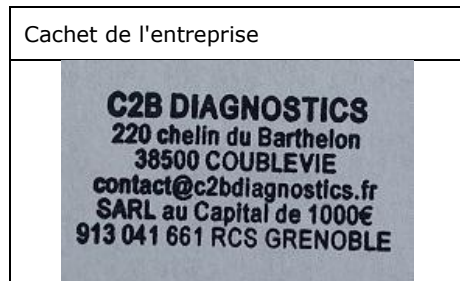 Cachet de l'entreprise
C2B DIAGNOSTICS
220 chelin du Barthelon
38500 COUBLEVIE
contact@c2bdiagnostics.fr
SARL au Capital de 1000€
913 041 661 RCS GRENOBLE